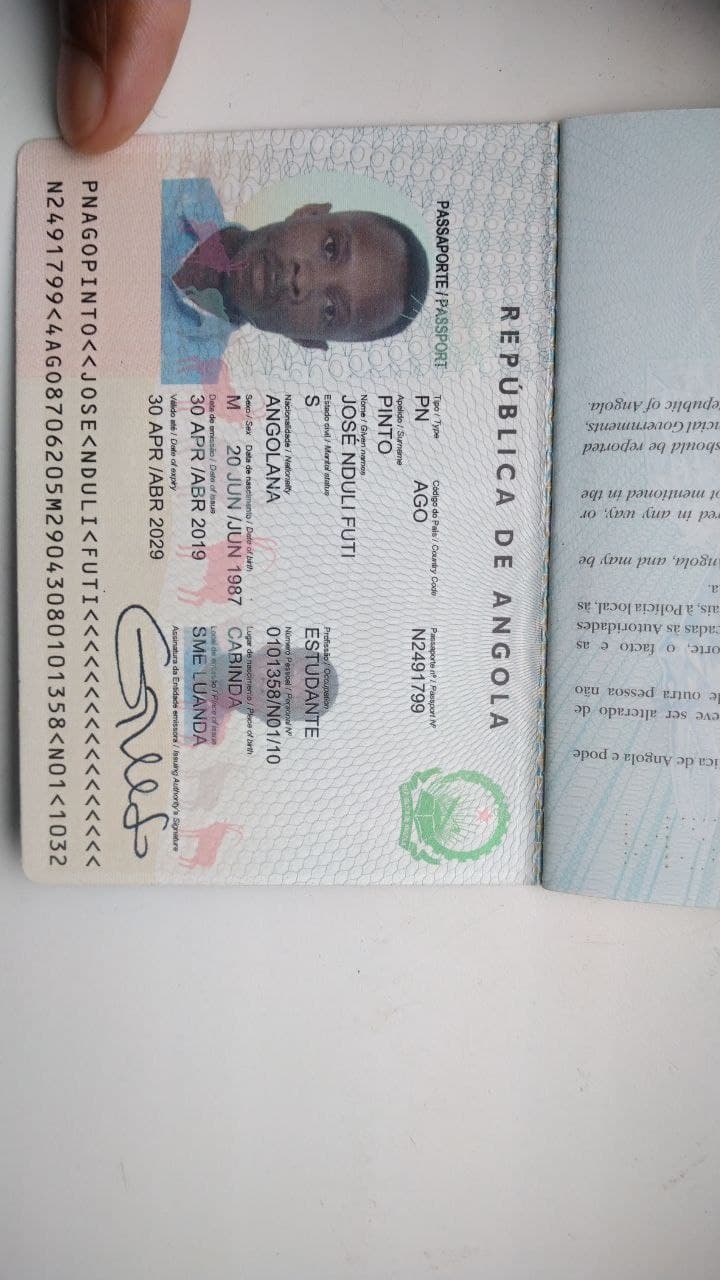 REPÚBLICA DE ANGOLA
PASSAPORTE / PASSPORT
Tipo / Type Código do País / Country Code Passaporte nº / Passport Nº
PN AGO N2491799
Apelido / Surname
PINTO
Nome / Given names
JOSÉ NDULI FUTI
Estado civil / Marital status Profissão / Occupation
S ESTUDANTE
Nacionalidade / Nationality Número Pessoal / Personal Nº
ANGOLANA 0101358/N01/10
Sexo / Sex Data de nascimento / Date of birth Lugar de nascimento / Place of birth
M 20 JUN /JUN 1987 CABINDA
Data de emissão / Date of issue Local de emissão / Place of issue
30 APR /ABR 2019 SME LUANDA
Válido até / Date of expiry Assinatura da Entidade emissora / Issuing Authority's Signature
30 APR /ABR 2029
PNAGOPINTO<<JOSE<NDULI<FUTI<<<<<<<<<<<<<<<<<
N2491799<4AGO8706205M29043080101358<N01<1032
ica de Angola e pode
eve ser alterado de
de outra pessoa não
orte, o facto e as
cadas às Autoridades
ais, à Polícia local, às
a.
ngola, and may be
red in any way, or
ot mentioned in the
should be reported
ncial Governments,
epublic of Angola.